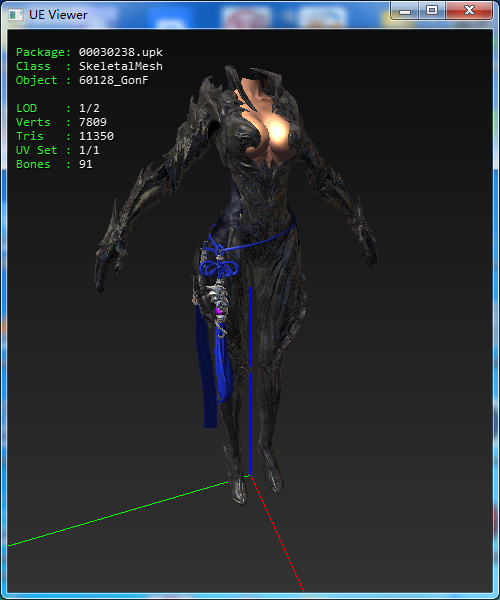 UE Viewer
Package: 00030238.upk
Class : SkeletalMesh
Object : 60128_GonF
LOD : 1/2
Verts : 7809
Tris : 11350
UV Set : 1/1
Bones : 91